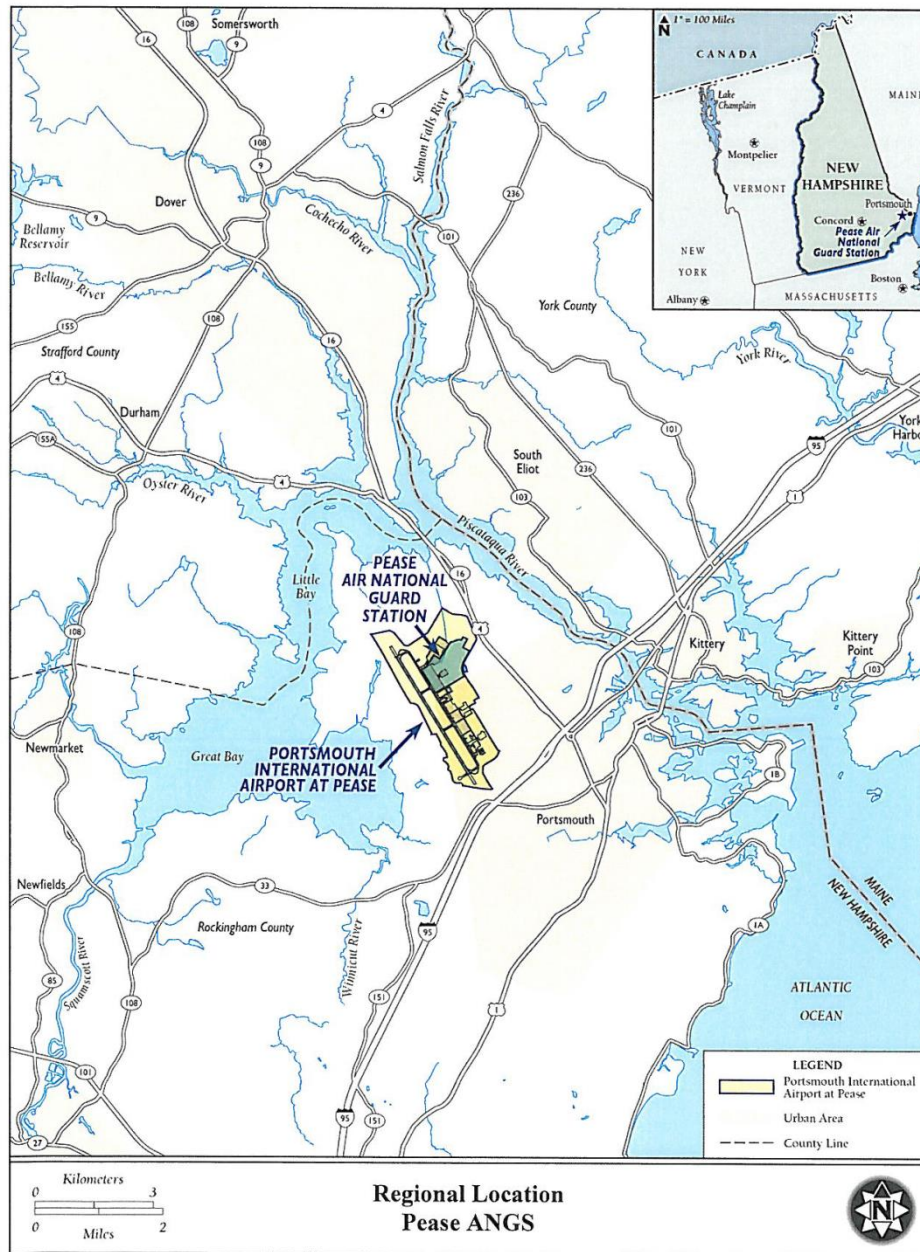 Somersworth
108
16
9
108
4
9
Salmon Falls River
236
Dover
9
Cochecho River
101
Bellamy
Reservoir
Bellamy River
York County
155
108
16
Strafford County
York River
4
Durham
101
95
York
Harbo
155A
South
Eliot
236
1
Oyster River
4
103
Piscataqua River
PEASE
AIR NATIONAL
GUARD
STATION
16
Little
Bay
4
108
Kittery
Kittery
Point
103
Newmarket
Great Bay
PORTSMOUTH
INTERNATIONAL
AIRPORT AT PEASE
1B
Portsmouth
Newfields
33
Rockingham County
Winnicut River
95
1A
MAINE
NEW HAMPSHIRE
Squamscott River
85
108
151
1
ATLANTIC
OCEAN
101
95
151
27
1" = 100 Miles
N
CANADA
Lake
Champlain
MAINE
Montpelier
VERMONT
NEW
HAMPSHIRE
Portsmouth
Concord
Pease Air
National
Guard Station
NEW
YORK
Boston
Albany
MASSACHUSETTS
LEGEND
Portsmouth International
Airport at Pease
Urban Area
County Line
Kilometers
0 3
0 2
Miles
Regional Location
Pease ANGS
N